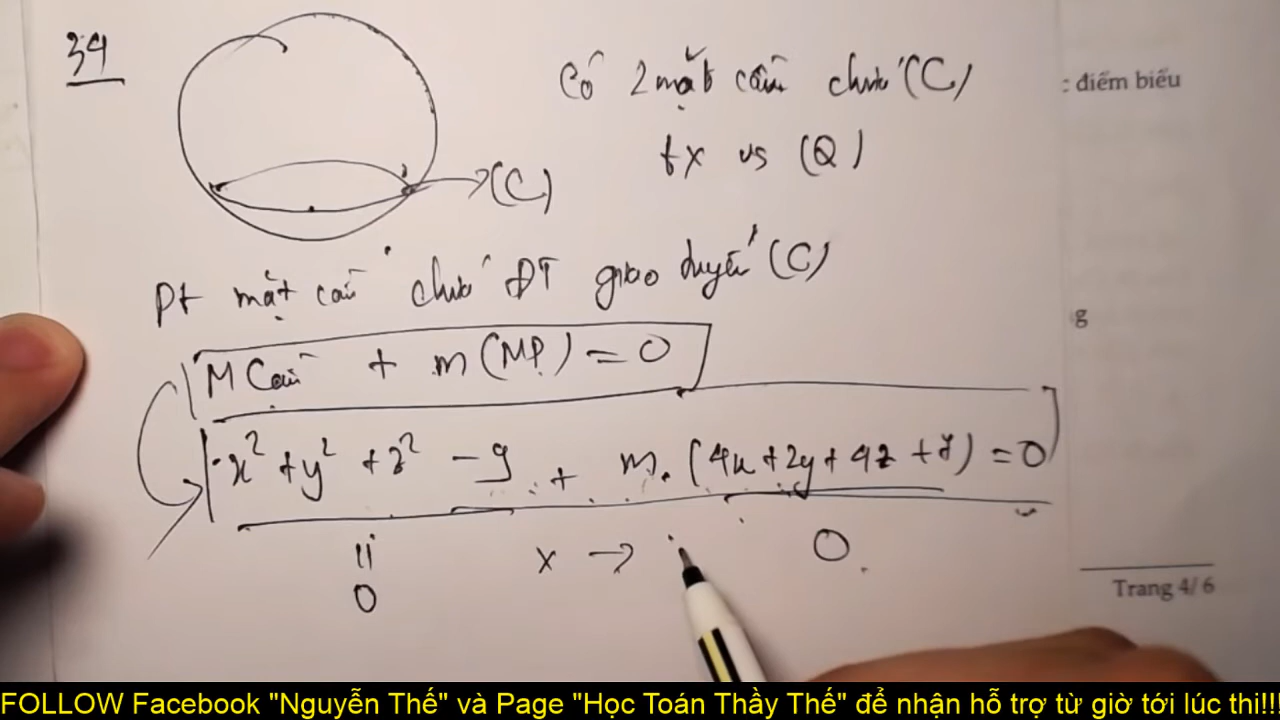 39
Có 2 mặt cầu chứa (C)
: điểm biểu
tx vs (Q)
(C)
Pt mặt cầu chứa ĐT giao tuyến (C)
g
M Cầu + m (MP) = 0
x² + y² + z² - 9 + m. (4x + 2y + 4z + 7) = 0
0
x → 0
Trang 4/ 6
FOLLOW Facebook "Nguyễn Thế" và Page "Học Toán Thầy Thế" để nhận hỗ trợ từ giờ tới lúc thi!!!